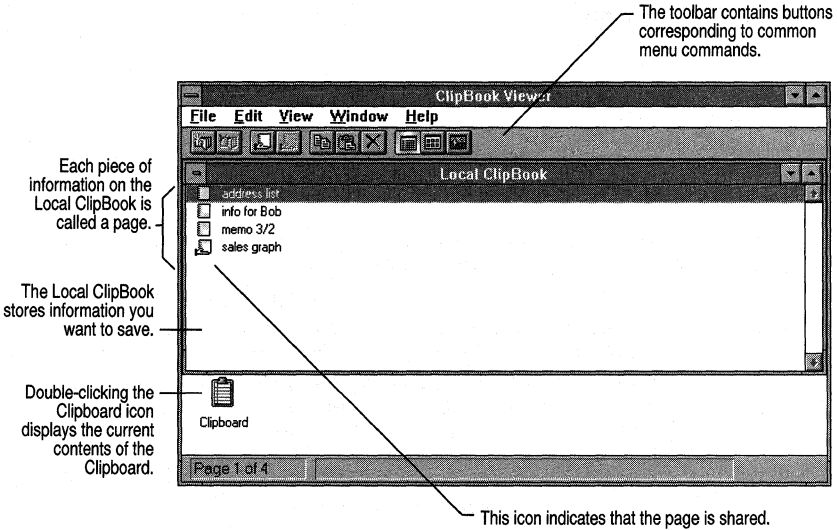 The toolbar contains buttons
corresponding to common
menu commands.
ClipBook Viewer
File Edit View Window Help
Each piece of
information on the
Local ClipBook is
called a page.
Local ClipBook
address list
info for Bob
memo 3/2
sales graph
The Local ClipBook
stores information you
want to save.
Double-clicking the
Clipboard icon
displays the current
contents of the
Clipboard.
Clipboard
Page 1 of 4
This icon indicates that the page is shared.